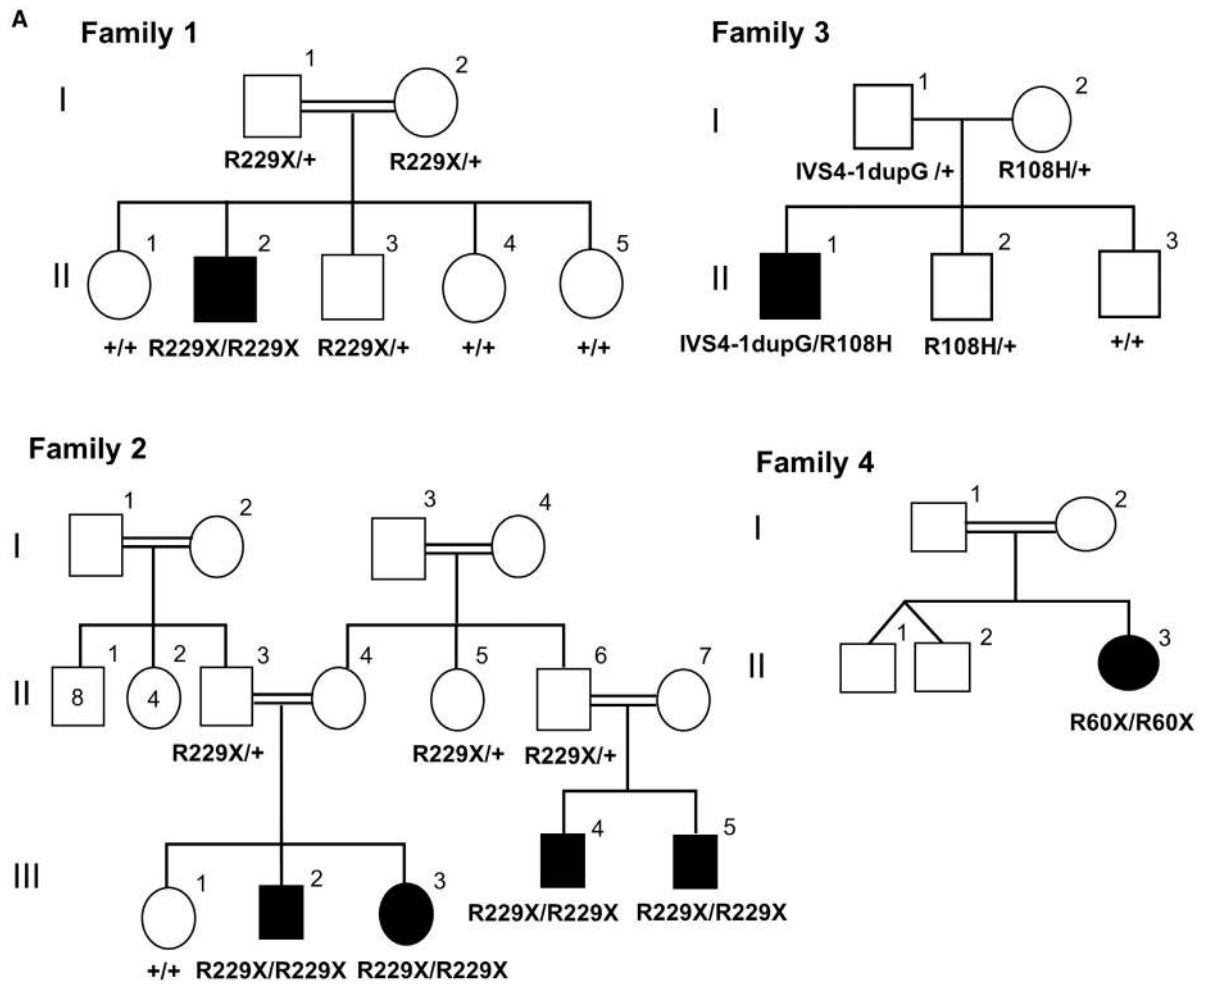 A
Family 1
1
2
I
R229X/+
R229X/+
1
2
3
4
5
II
+/+ R229X/R229X R229X/+ +/+ +/+
Family 3
1
2
I
IVS4-1dupG /+
R108H/+
1
2
3
II
IVS4-1dupG/R108H R108H/+ +/+
Family 2
1
2
3
4
I
1
2
3
4
5
6
7
II
8
4
R229X/+ R229X/+ R229X/+
4
5
R229X/R229X R229X/R229X
III
1
2
3
+/+ R229X/R229X R229X/R229X
Family 4
1
2
I
1
2
3
II
R60X/R60X